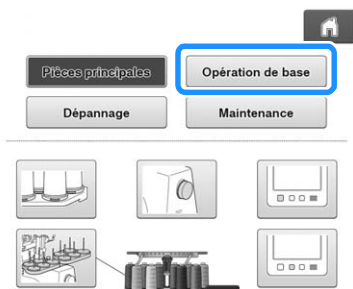 Pièces principales
Opération de base
Dépannage
Maintenance